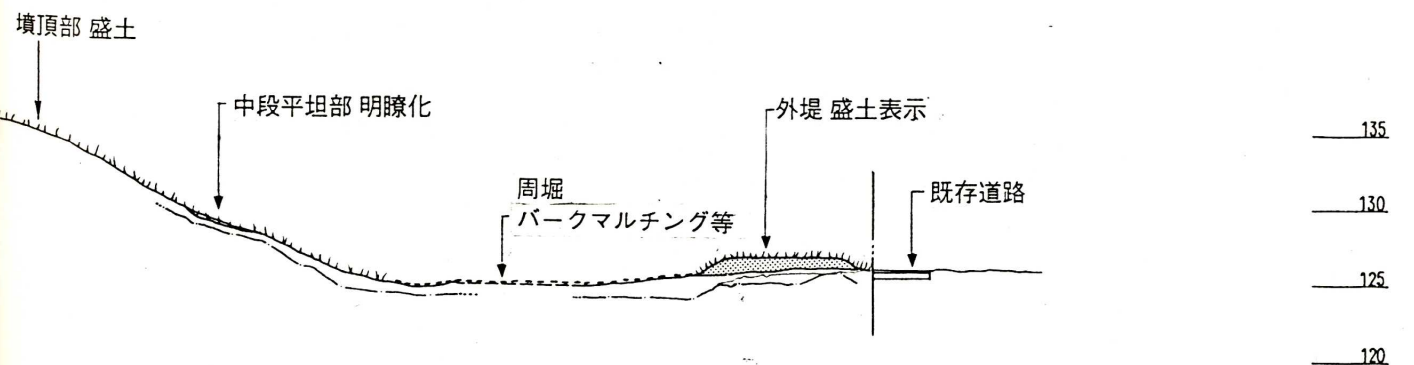 墳頂部 盛土
中段平坦部 明瞭化
外堤 盛土表示
周堀
バークマルチング等
既存道路
135
130
125
120